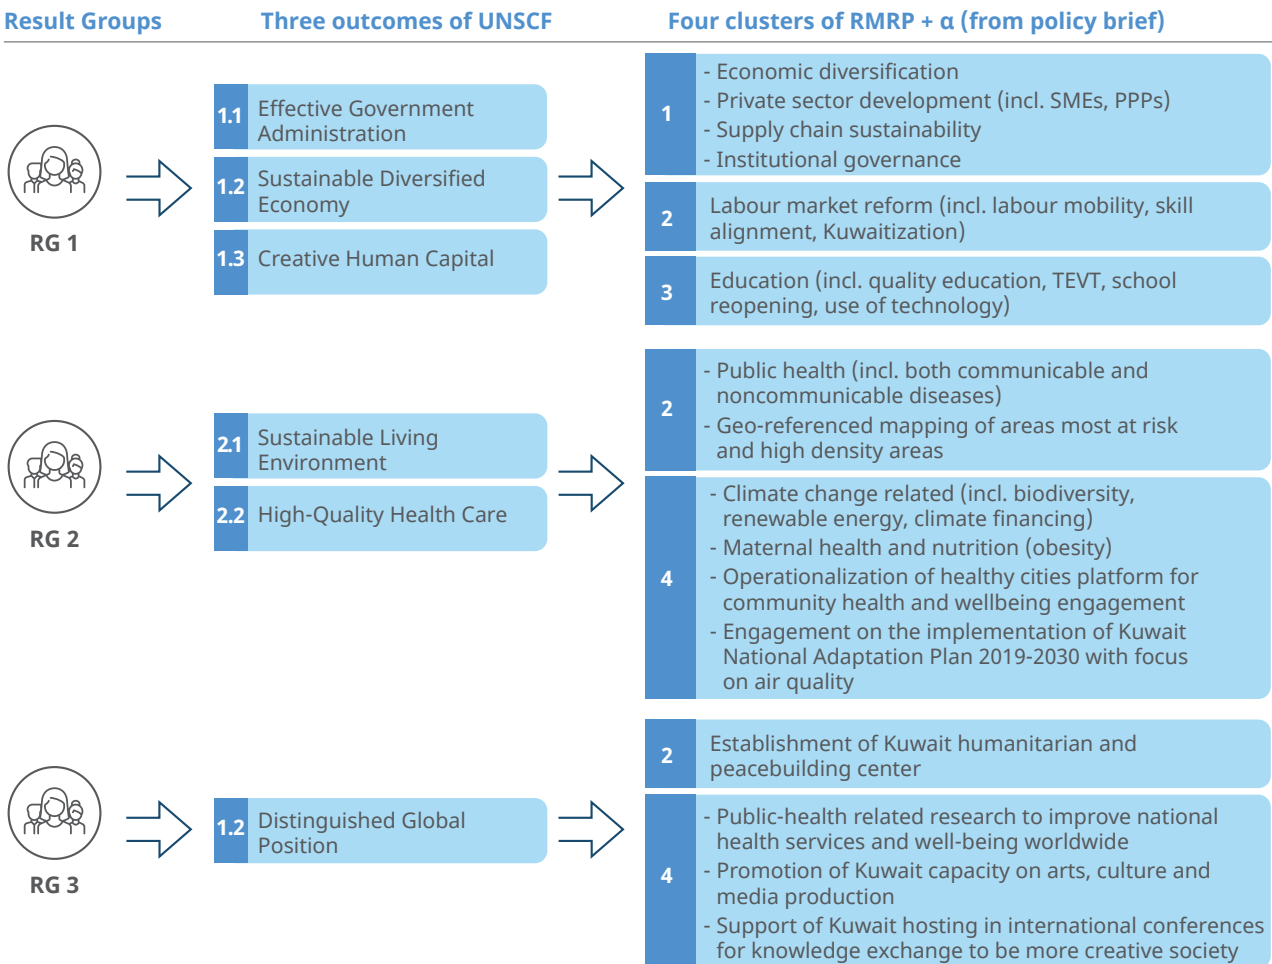 Result Groups
Three outcomes of UNSCF
Four clusters of RMRP + α (from policy brief)
RG 1
1.1
Effective Government
Administration
1.2
Sustainable Diversified
Economy
1.3
Creative Human Capital
1
- Economic diversification
- Private sector development (incl. SMEs, PPPs)
- Supply chain sustainability
- Institutional governance
2
Labour market reform (incl. labour mobility, skill
alignment, Kuwaitization)
3
Education (incl. quality education, TEVT, school
reopening, use of technology)
RG 2
2.1
Sustainable Living
Environment
2.2
High-Quality Health Care
2
- Public health (incl. both communicable and
noncommunicable diseases)
- Geo-referenced mapping of areas most at risk
and high density areas
4
- Climate change related (incl. biodiversity,
renewable energy, climate financing)
- Maternal health and nutrition (obesity)
- Operationalization of healthy cities platform for
community health and wellbeing engagement
- Engagement on the implementation of Kuwait
National Adaptation Plan 2019-2030 with focus
on air quality
RG 3
1.2
Distinguished Global
Position
2
Establishment of Kuwait humanitarian and
peacebuilding center
4
- Public-health related research to improve national
health services and well-being worldwide
- Promotion of Kuwait capacity on arts, culture and
media production
- Support of Kuwait hosting in international conferences
for knowledge exchange to be more creative society